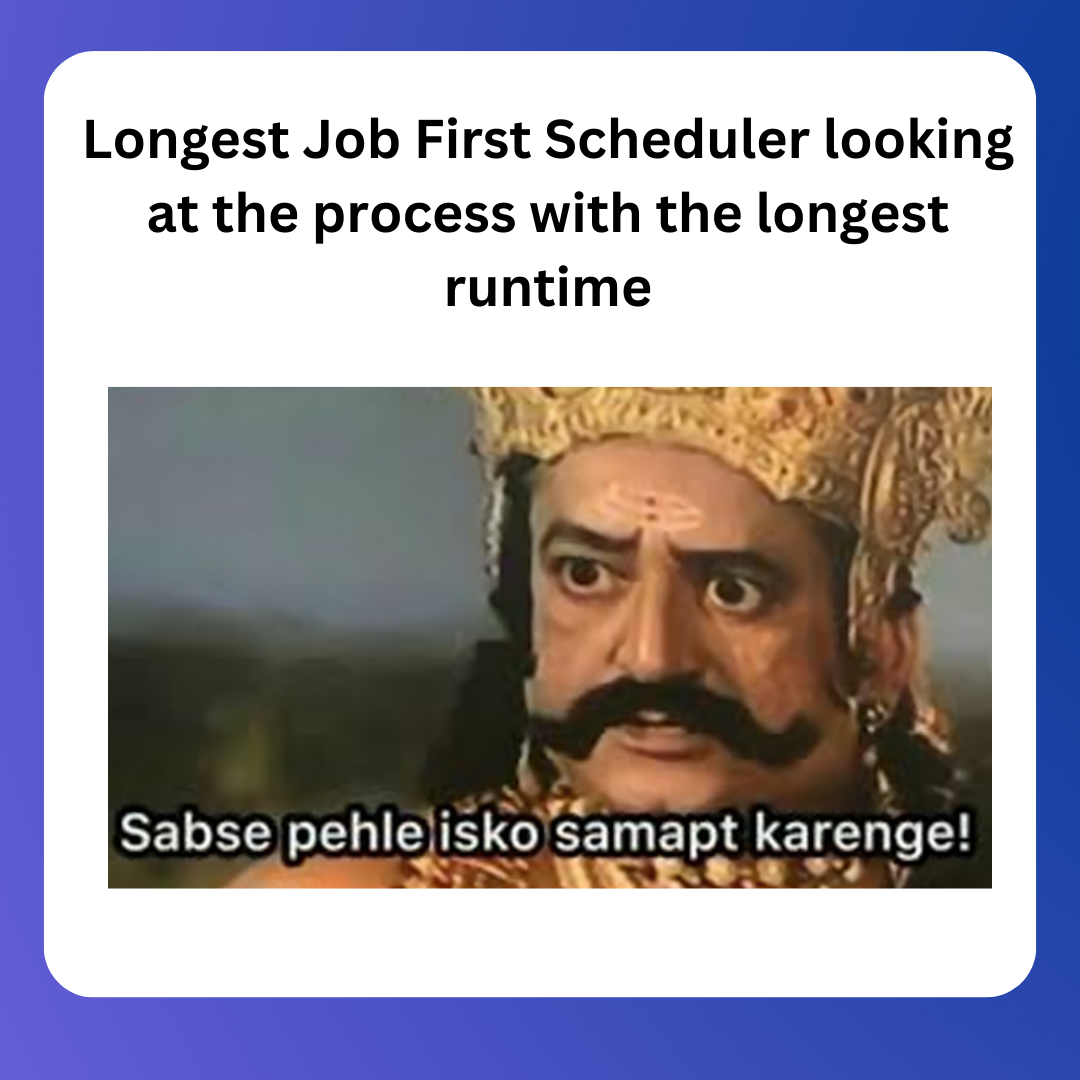 Longest Job First Scheduler looking
at the process with the longest
runtime
Sabse pehle isko samapt karenge!